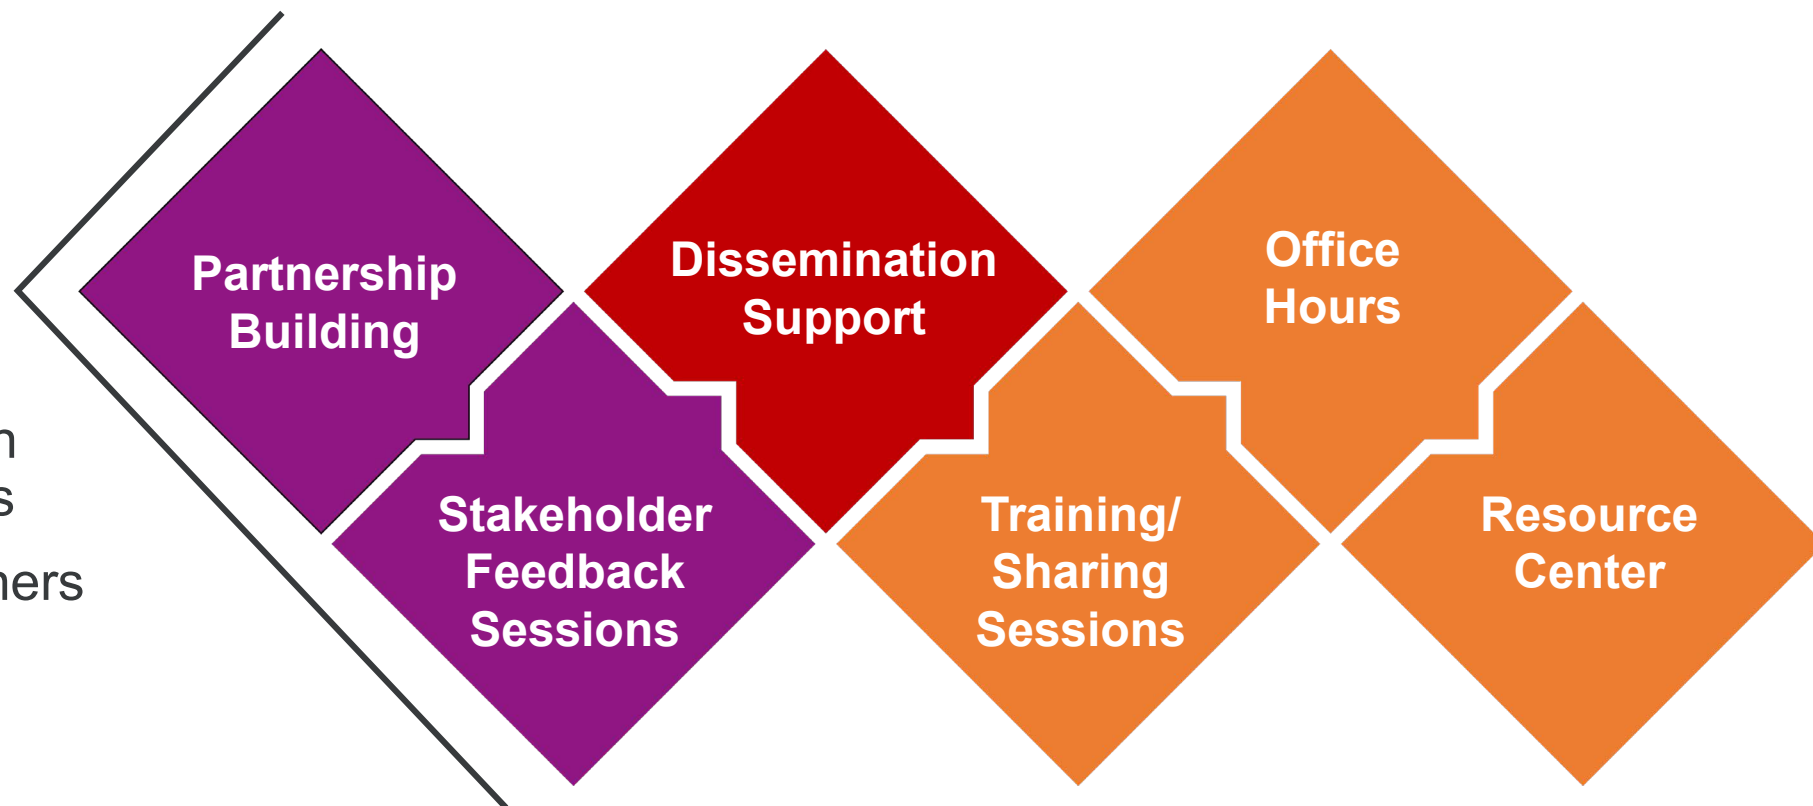 Partnership
Building
Dissemination
Support
Office
Hours
Stakeholder
Feedback
Sessions
Training/
Sharing
Sessions
Resource
Center